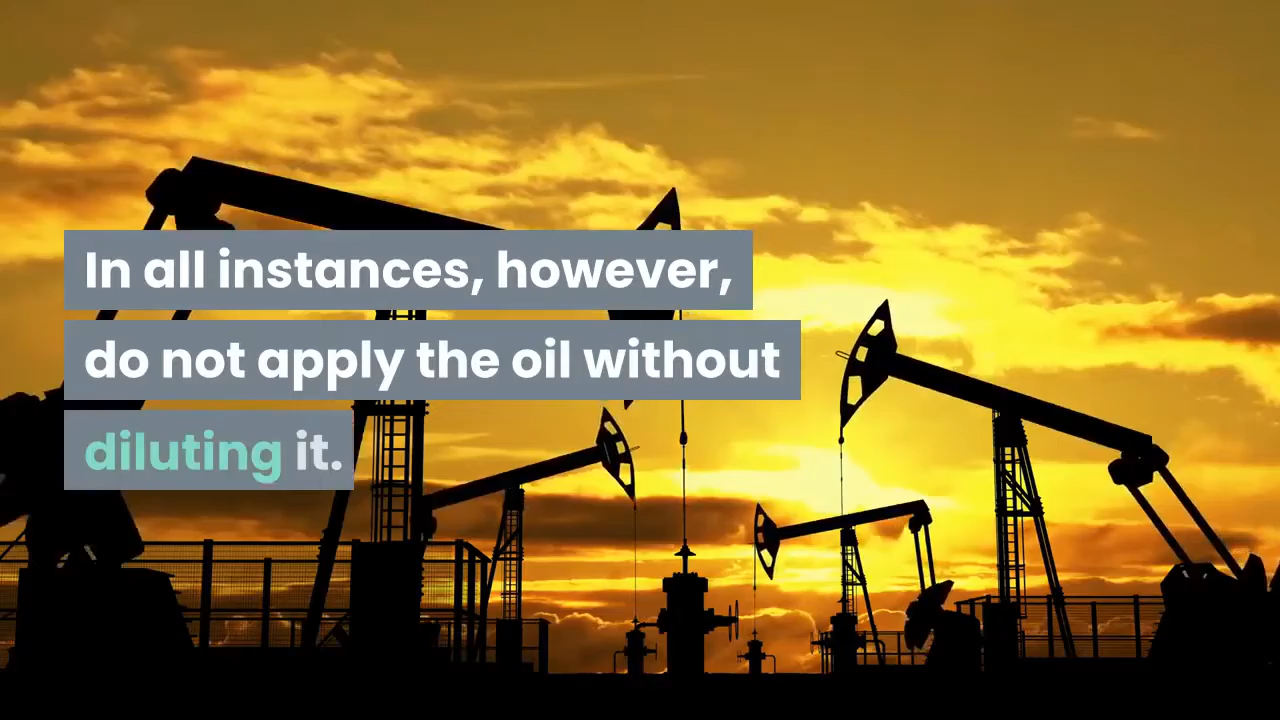 In all instances, however,
do not apply the oil without
diluting it.